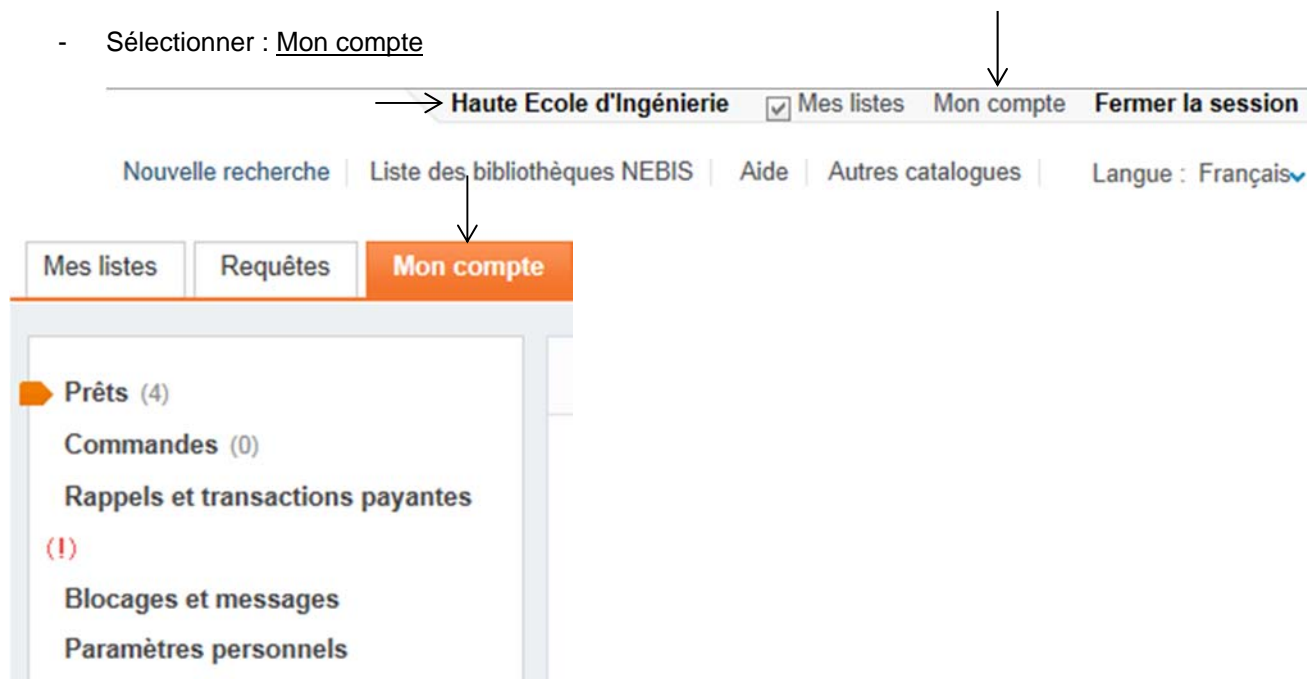 - Sélectionner : Mon compte
Haute Ecole d'Ingénierie Mes listes Mon compte Fermer la session
Nouvelle recherche Liste des bibliothèques NEBIS Aide Autres catalogues Langue : Français
Mes listes Requêtes Mon compte
Prêts (4)
Commandes (0)
Rappels et transactions payantes
(!)
Blocages et messages
Paramètres personnels